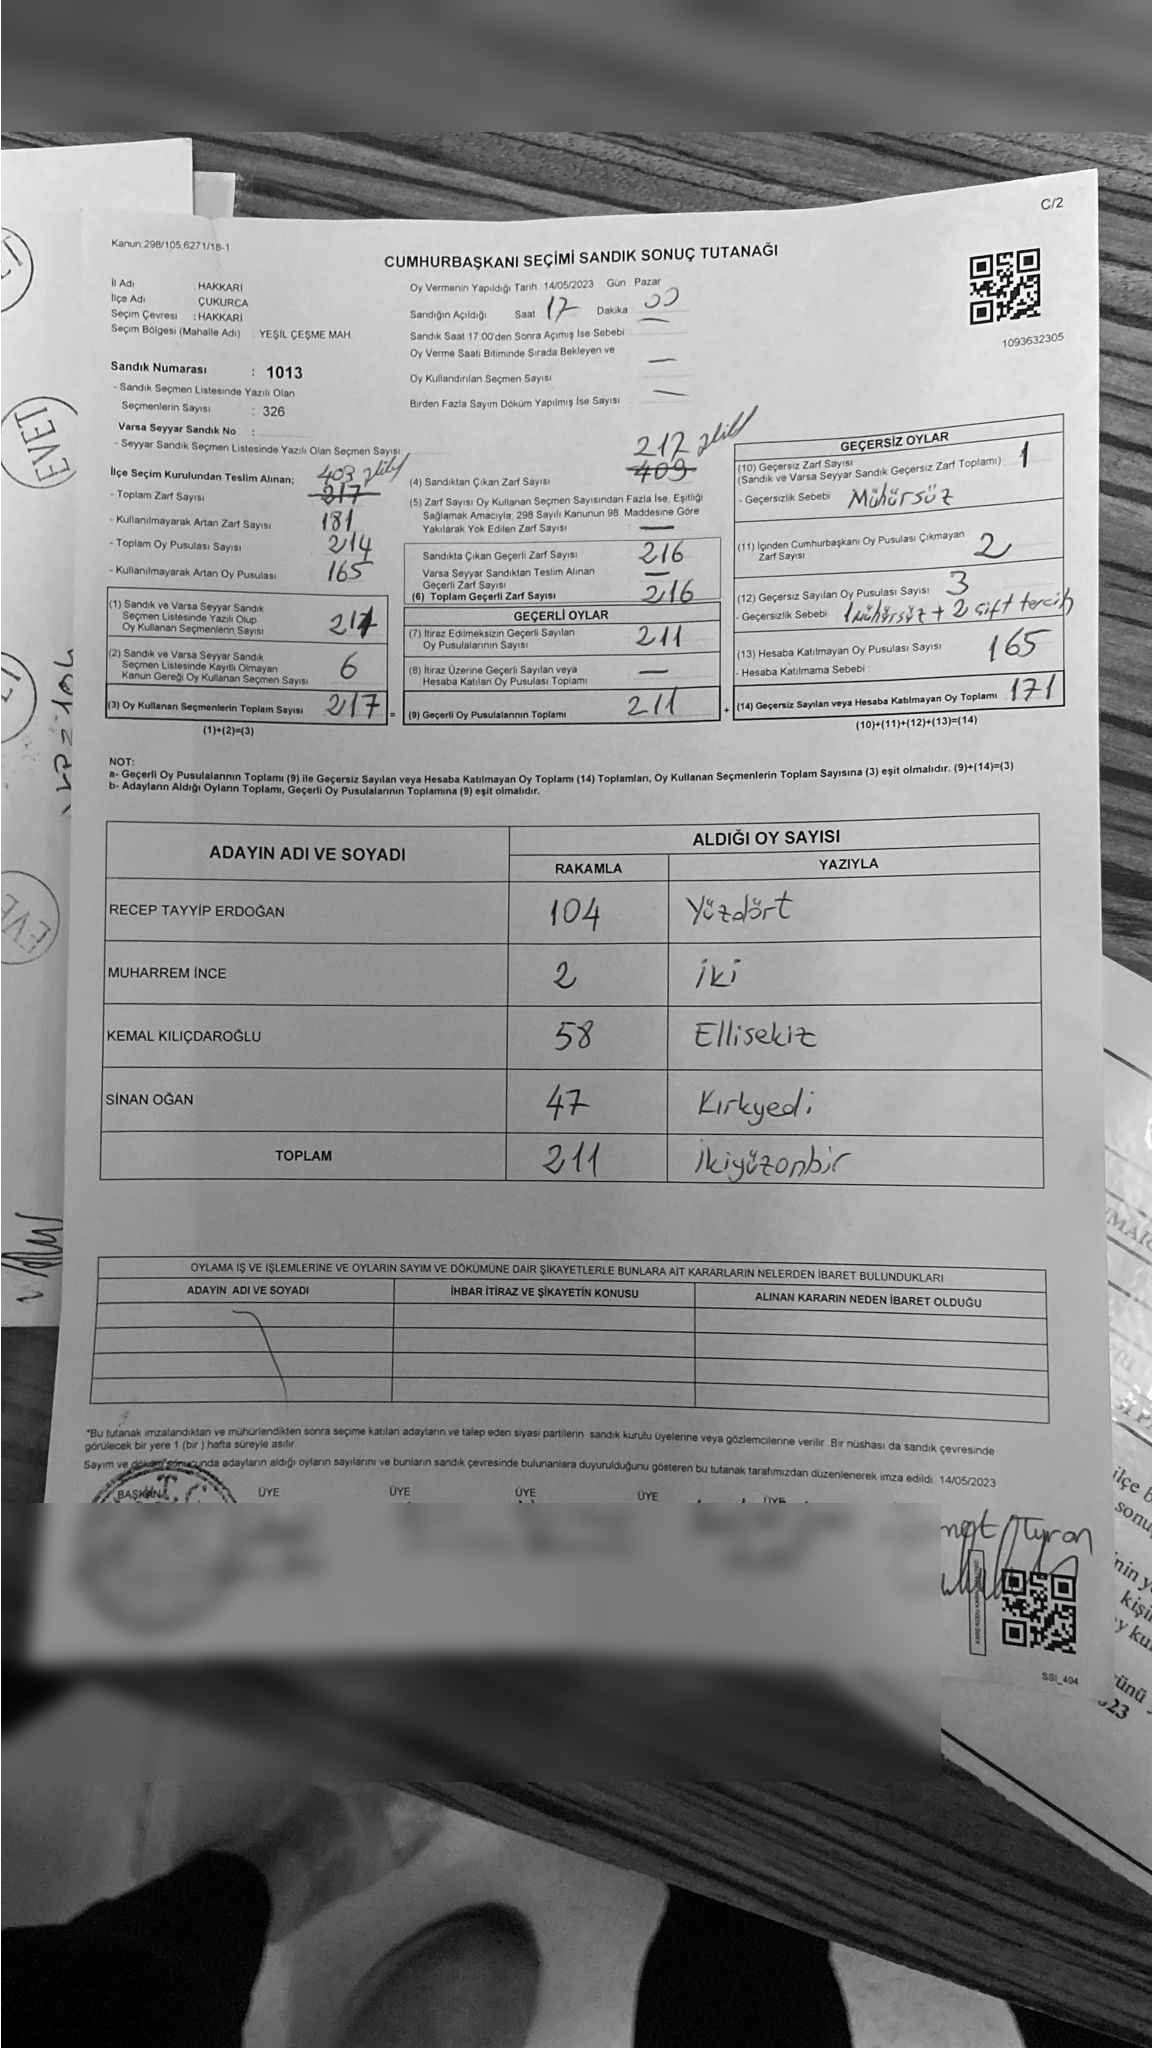 C/2
Kanun:298/105,6271/18-1
CUMHURBAŞKANI SEÇİMİ SANDIK SONUÇ TUTANAĞI
1093632305
İl Adı HAKKARİ
İlçe Adı ÇUKURCA
Seçim Çevresi : HAKKARİ
Seçim Bölgesi (Mahalle Adı) : YEŞİL ÇEŞME MAH.
Sandık Numarası : 1013
- Sandık Seçmen Listesinde Yazılı Olan
Seçmenlerin Sayısı : 326
Varsa Seyyar Sandık No :
- Seyyar Sandık Seçmen Listesinde Yazılı Olan Seçmen Sayısı:
Oy Vermenin Yapıldığı Tarih 14/05/2023 Gün Pazar
Sandığın Açıldığı Saat 17 Dakika 00
Sandık Saat 17:00'den Sonra Açımış İse Sebebi —
Oy Verme Saati Bitiminde Sırada Bekleyen ve
Oy Kullandırılan Seçmen Sayısı —
Birden Fazla Sayım Döküm Yapılmış İse Sayısı —
İlçe Seçim Kurulundan Teslim Alınan; 403
- Toplam Zarf Sayısı 217
- Kullanılmayarak Artan Zarf Sayısı 181
- Toplam Oy Pusulası Sayısı 214
- Kullanılmayarak Artan Oy Pusulası 165
(1) Sandık ve Varsa Seyyar Sandık
Seçmen Listesinde Yazılı Olup
Oy Kullanan Seçmenlerin Sayısı
(2) Sandık ve Varsa Seyyar Sandık
Seçmen Listesinde Kayıtlı Olmayan
Kanun Gereği Oy Kullanan Seçmen Sayısı 6
(3) Oy Kullanan Seçmenlerin Toplam Sayısı 217 =
(1)+(2)=(3)
217
409
(4) Sandıktan Çıkan Zarf Sayısı
(5) Zarf Sayısı Oy Kullanan Seçmen Sayısından Fazla İse, Eşitliği
Sağlamak Amacıyla, 298 Sayılı Kanunun 98. Maddesine Göre
Yakılarak Yok Edilen Zarf Sayısı —
Sandıkta Çıkan Geçerli Zarf Sayısı 216
Varsa Seyyar Sandıktan Teslim Alınan
Geçerli Zarf Sayısı —
(6) Toplam Geçerli Zarf Sayısı 216
GEÇERLİ OYLAR
(7) İtiraz Edilmeksizin Geçerli Sayılan
Oy Pusulalarının Sayısı 211
(8) İtiraz Üzerine Geçerli Sayılan veya
Hesaba Katılan Oy Pusulası Toplamı —
(9) Geçerli Oy Pusulalarının Toplamı 211 +
GEÇERSİZ OYLAR
(10) Geçersiz Zarf Sayısı 1
(Sandık ve Varsa Seyyar Sandık Geçersiz Zarf Toplamı)
- Geçersizlik Sebebi Mühürsüz
(11) İçinden Cumhurbaşkanı Oy Pusulası Çıkmayan
Zarf Sayısı 2
(12) Geçersiz Sayılan Oy Pusulası Sayısı 3
- Geçersizlik Sebebi : 1 mühürsüz + 2 çift tercih
(13) Hesaba Katılmayan Oy Pusulası Sayısı 165
- Hesaba Katılmama Sebebi :
(14) Geçersiz Sayılan veya Hesaba Katılmayan Oy Toplamı 171
(10)+(11)+(12)+(13)=(14)
NOT:
a- Geçerli Oy Pusulalarının Toplamı (9) ile Geçersiz Sayılan veya Hesaba Katılmayan Oy Toplamı (14) Toplamları, Oy Kullanan Seçmenlerin Toplam Sayısına (3) eşit olmalıdır. (9)+(14)=(3)
b- Adayların Aldığı Oyların Toplamı, Geçerli Oy Pusulalarının Toplamına (9) eşit olmalıdır.
ADAYIN ADI VE SOYADI ALDIĞI OY SAYISI
RAKAMLA YAZIYLA
RECEP TAYYİP ERDOĞAN 104 Yüzdört
MUHARREM İNCE 2 iki
KEMAL KILIÇDAROĞLU 58 Ellisekiz
SİNAN OĞAN 47 Kırkyedi
TOPLAM 211 ikiyüzonbir
OYLAMA İŞ VE İŞLEMLERİNE VE OYLARIN SAYIM VE DÖKÜMÜNE DAİR ŞİKAYETLERLE BUNLARA AİT KARARLARIN NELERDEN İBARET BULUNDUKLARI
ADAYIN ADI VE SOYADI İHBAR İTİRAZ VE ŞİKAYETİN KONUSU ALINAN KARARIN NEDEN İBARET OLDUĞU
*Bu tutanak imzalandıktan ve mühürlendikten sonra seçime katılan adayların ve talep eden siyasi partilerin sandık kurulu üyelerine veya gözlemcilerine verilir. Bir nüshası da sandık çevresinde
görülecek bir yere 1 (bir) hafta süreyle asılır.
Sayım ve döküm sonucunda adayların aldığı oyların sayılarını ve bunların sandık çevresinde bulunanlara duyurulduğunu gösteren bu tutanak tarafımızdan düzenlenerek imza edildi. 14/05/2023
BAŞKAN ÜYE ÜYE ÜYE ÜYE ÜYE
SSI_404
EVET